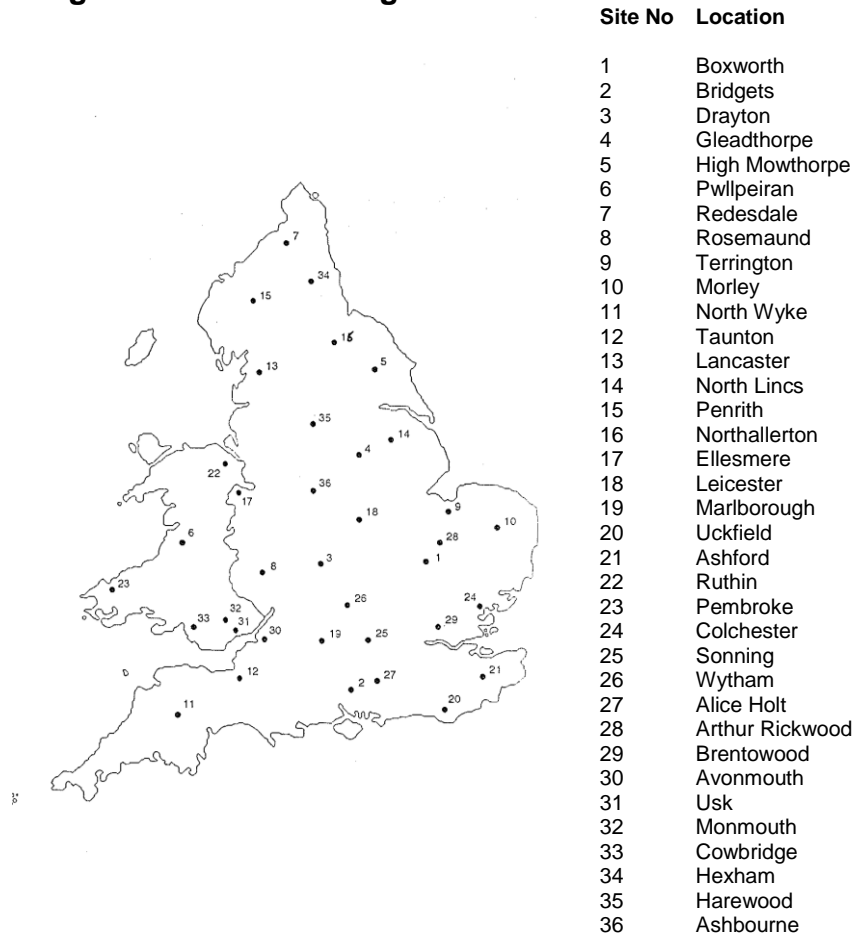 Site No Location
1 Boxworth
2 Bridgets
3 Drayton
4 Gleadthorpe
5 High Mowthorpe
6 Pwllpeiran
7 Redesdale
8 Rosemaund
9 Terrington
10 Morley
11 North Wyke
12 Taunton
13 Lancaster
14 North Lincs
15 Penrith
16 Northallerton
17 Ellesmere
18 Leicester
19 Marlborough
20 Uckfield
21 Ashford
22 Ruthin
23 Pembroke
24 Colchester
25 Sonning
26 Wytham
27 Alice Holt
28 Arthur Rickwood
29 Brentowood
30 Avonmouth
31 Usk
32 Monmouth
33 Cowbridge
34 Hexham
35 Harewood
36 Ashbourne
7
34
15
5
13
35
14
4
22
17
36
9
18
10
6
28
3
1
8
23
26
24
32
33
31
29
30
19
25
12
27
21
2
11
20